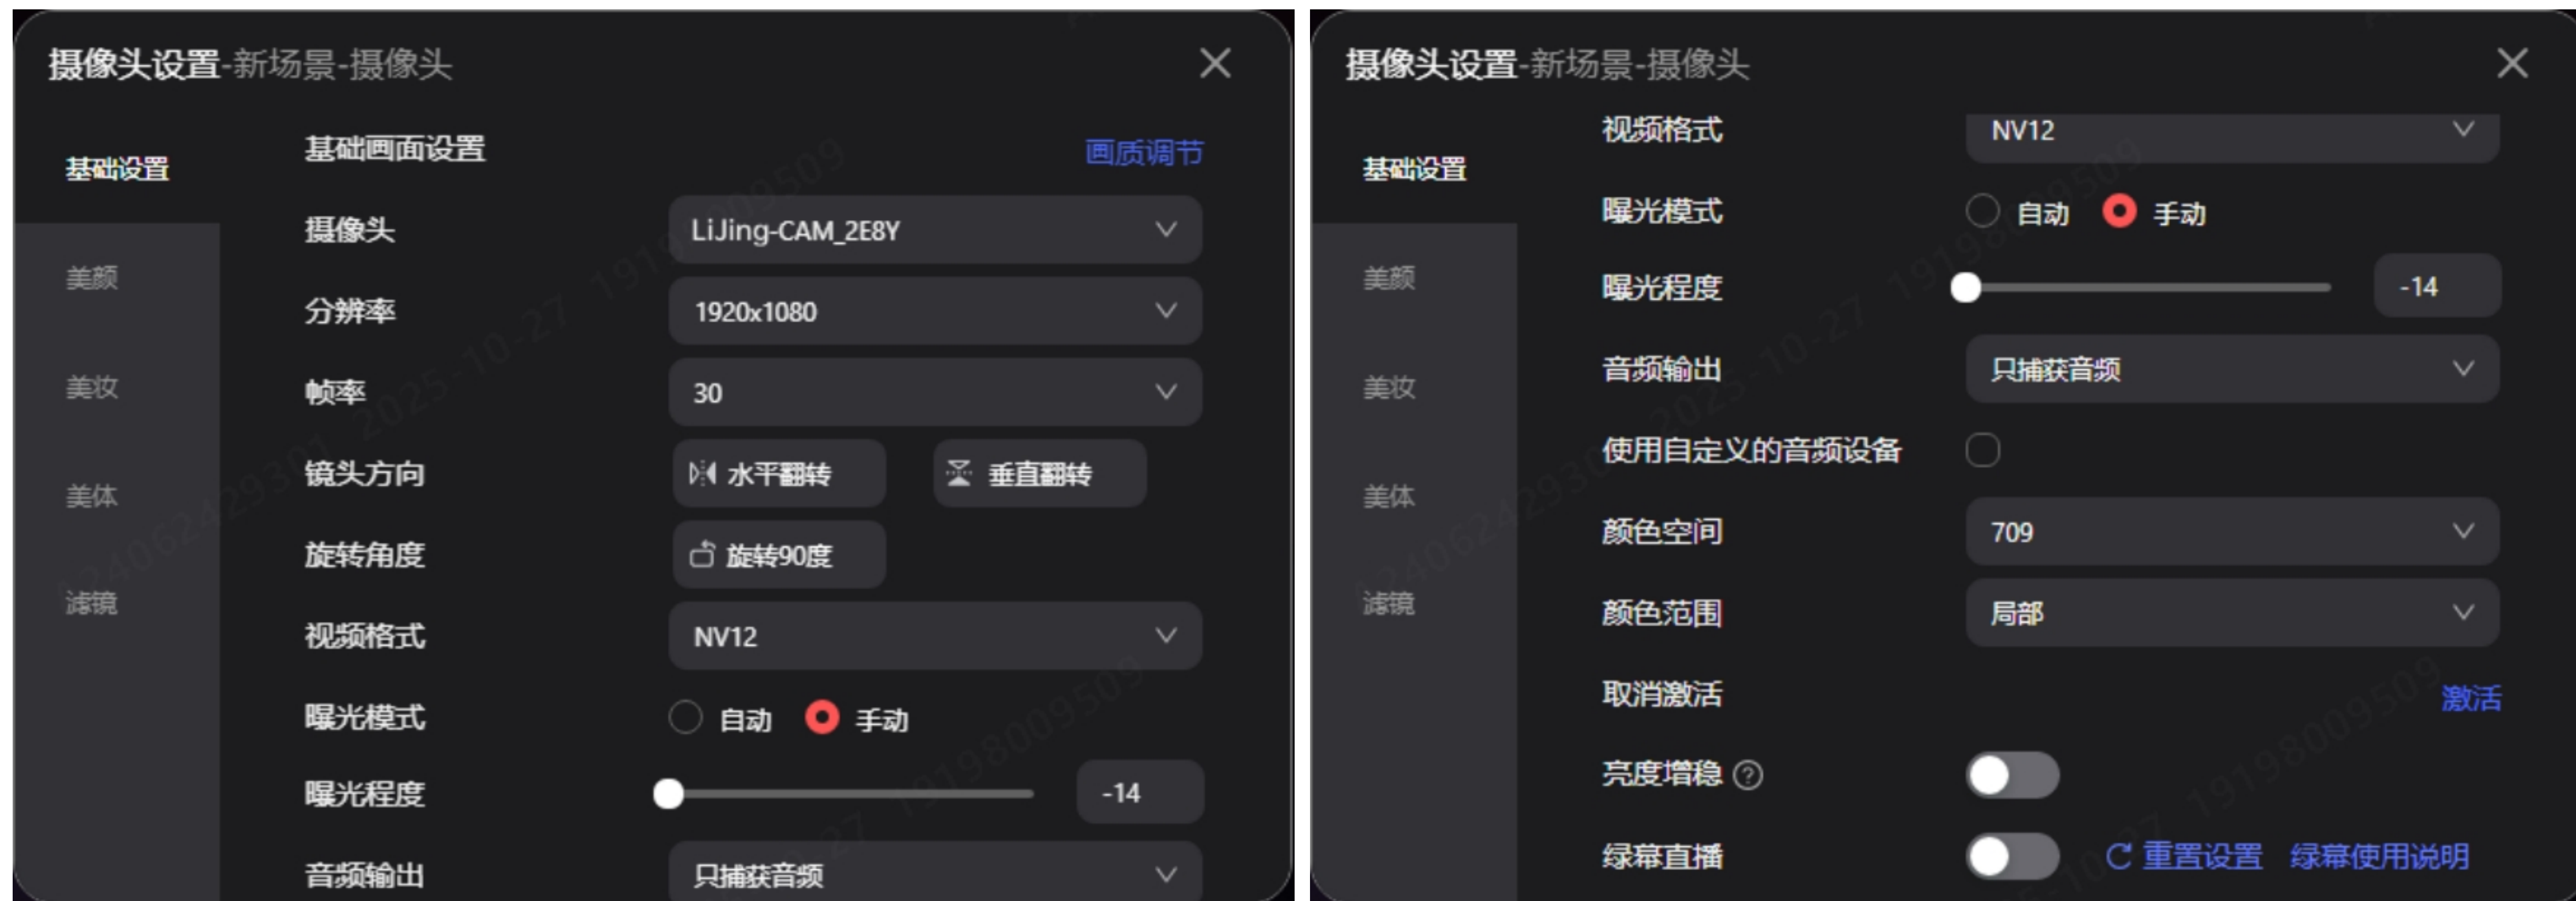 摄像头设置-新场景-摄像头
基础设置
美颜
美妆
美体
滤镜
基础画面设置 画质调节
摄像头 LiJing-CAM_2E8Y
分辨率 1920x1080
帧率 30
镜头方向 水平翻转 垂直翻转
旋转角度 旋转90度
视频格式 NV12
曝光模式 自动 手动
曝光程度 -14
音频输出 只捕获音频
摄像头设置-新场景-摄像头
基础设置
美颜
美妆
美体
滤镜
视频格式 NV12
曝光模式 自动 手动
曝光程度 -14
音频输出 只捕获音频
使用自定义的音频设备
颜色空间 709
颜色范围 局部
取消激活 激活
亮度增稳
绿幕直播 重置设置 绿幕使用说明